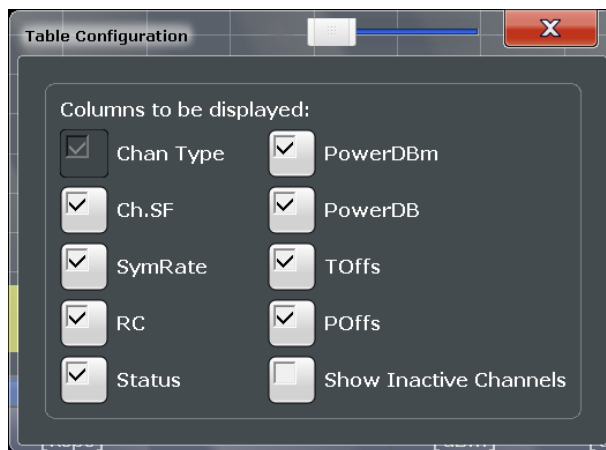 Table Configuration
Columns to be displayed:
Chan Type
PowerDBm
Ch.SF
PowerDB
SymRate
TOffs
RC
POffs
Status
Show Inactive Channels